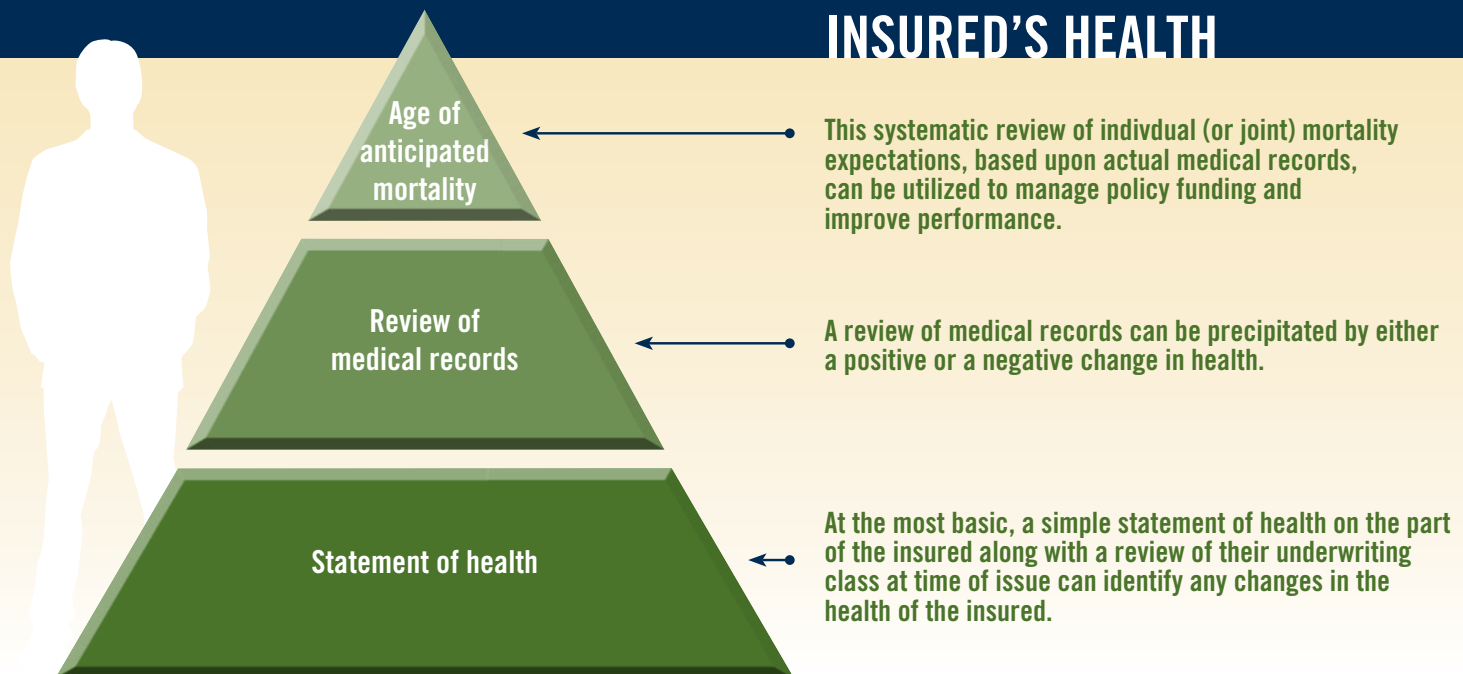 INSURED'S HEALTH
Age of
anticipated
mortality
This systematic review of indivdual (or joint) mortality
expectations, based upon actual medical records,
can be utilized to manage policy funding and
improve performance.
Review of
medical records
A review of medical records can be precipitated by either
a positive or a negative change in health.
Statement of health
At the most basic, a simple statement of health on the part
of the insured along with a review of their underwriting
class at time of issue can identify any changes in the
health of the insured.